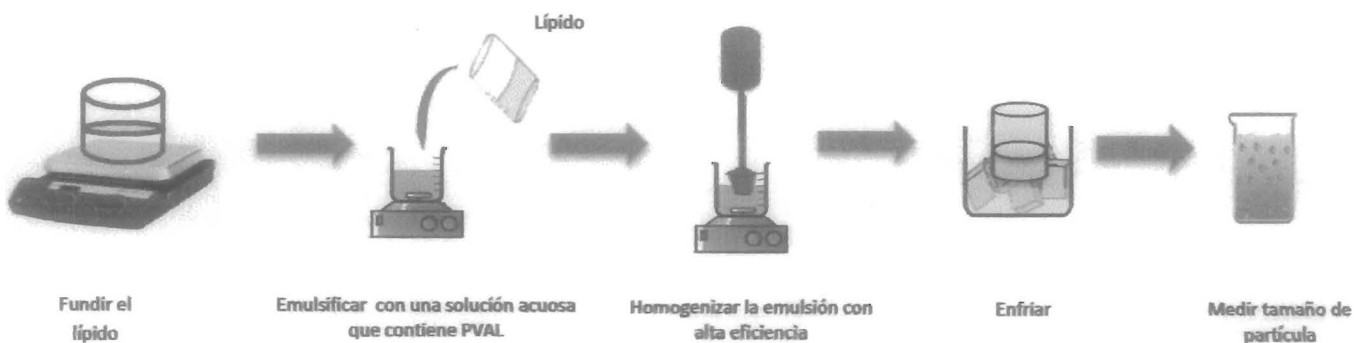 Lípido
Fundir el
lípido
Emulsificar con una solución acuosa
que contiene PVAL
Homogenizar la emulsión con
alta eficiencia
Enfriar
Medir tamaño de
partícula